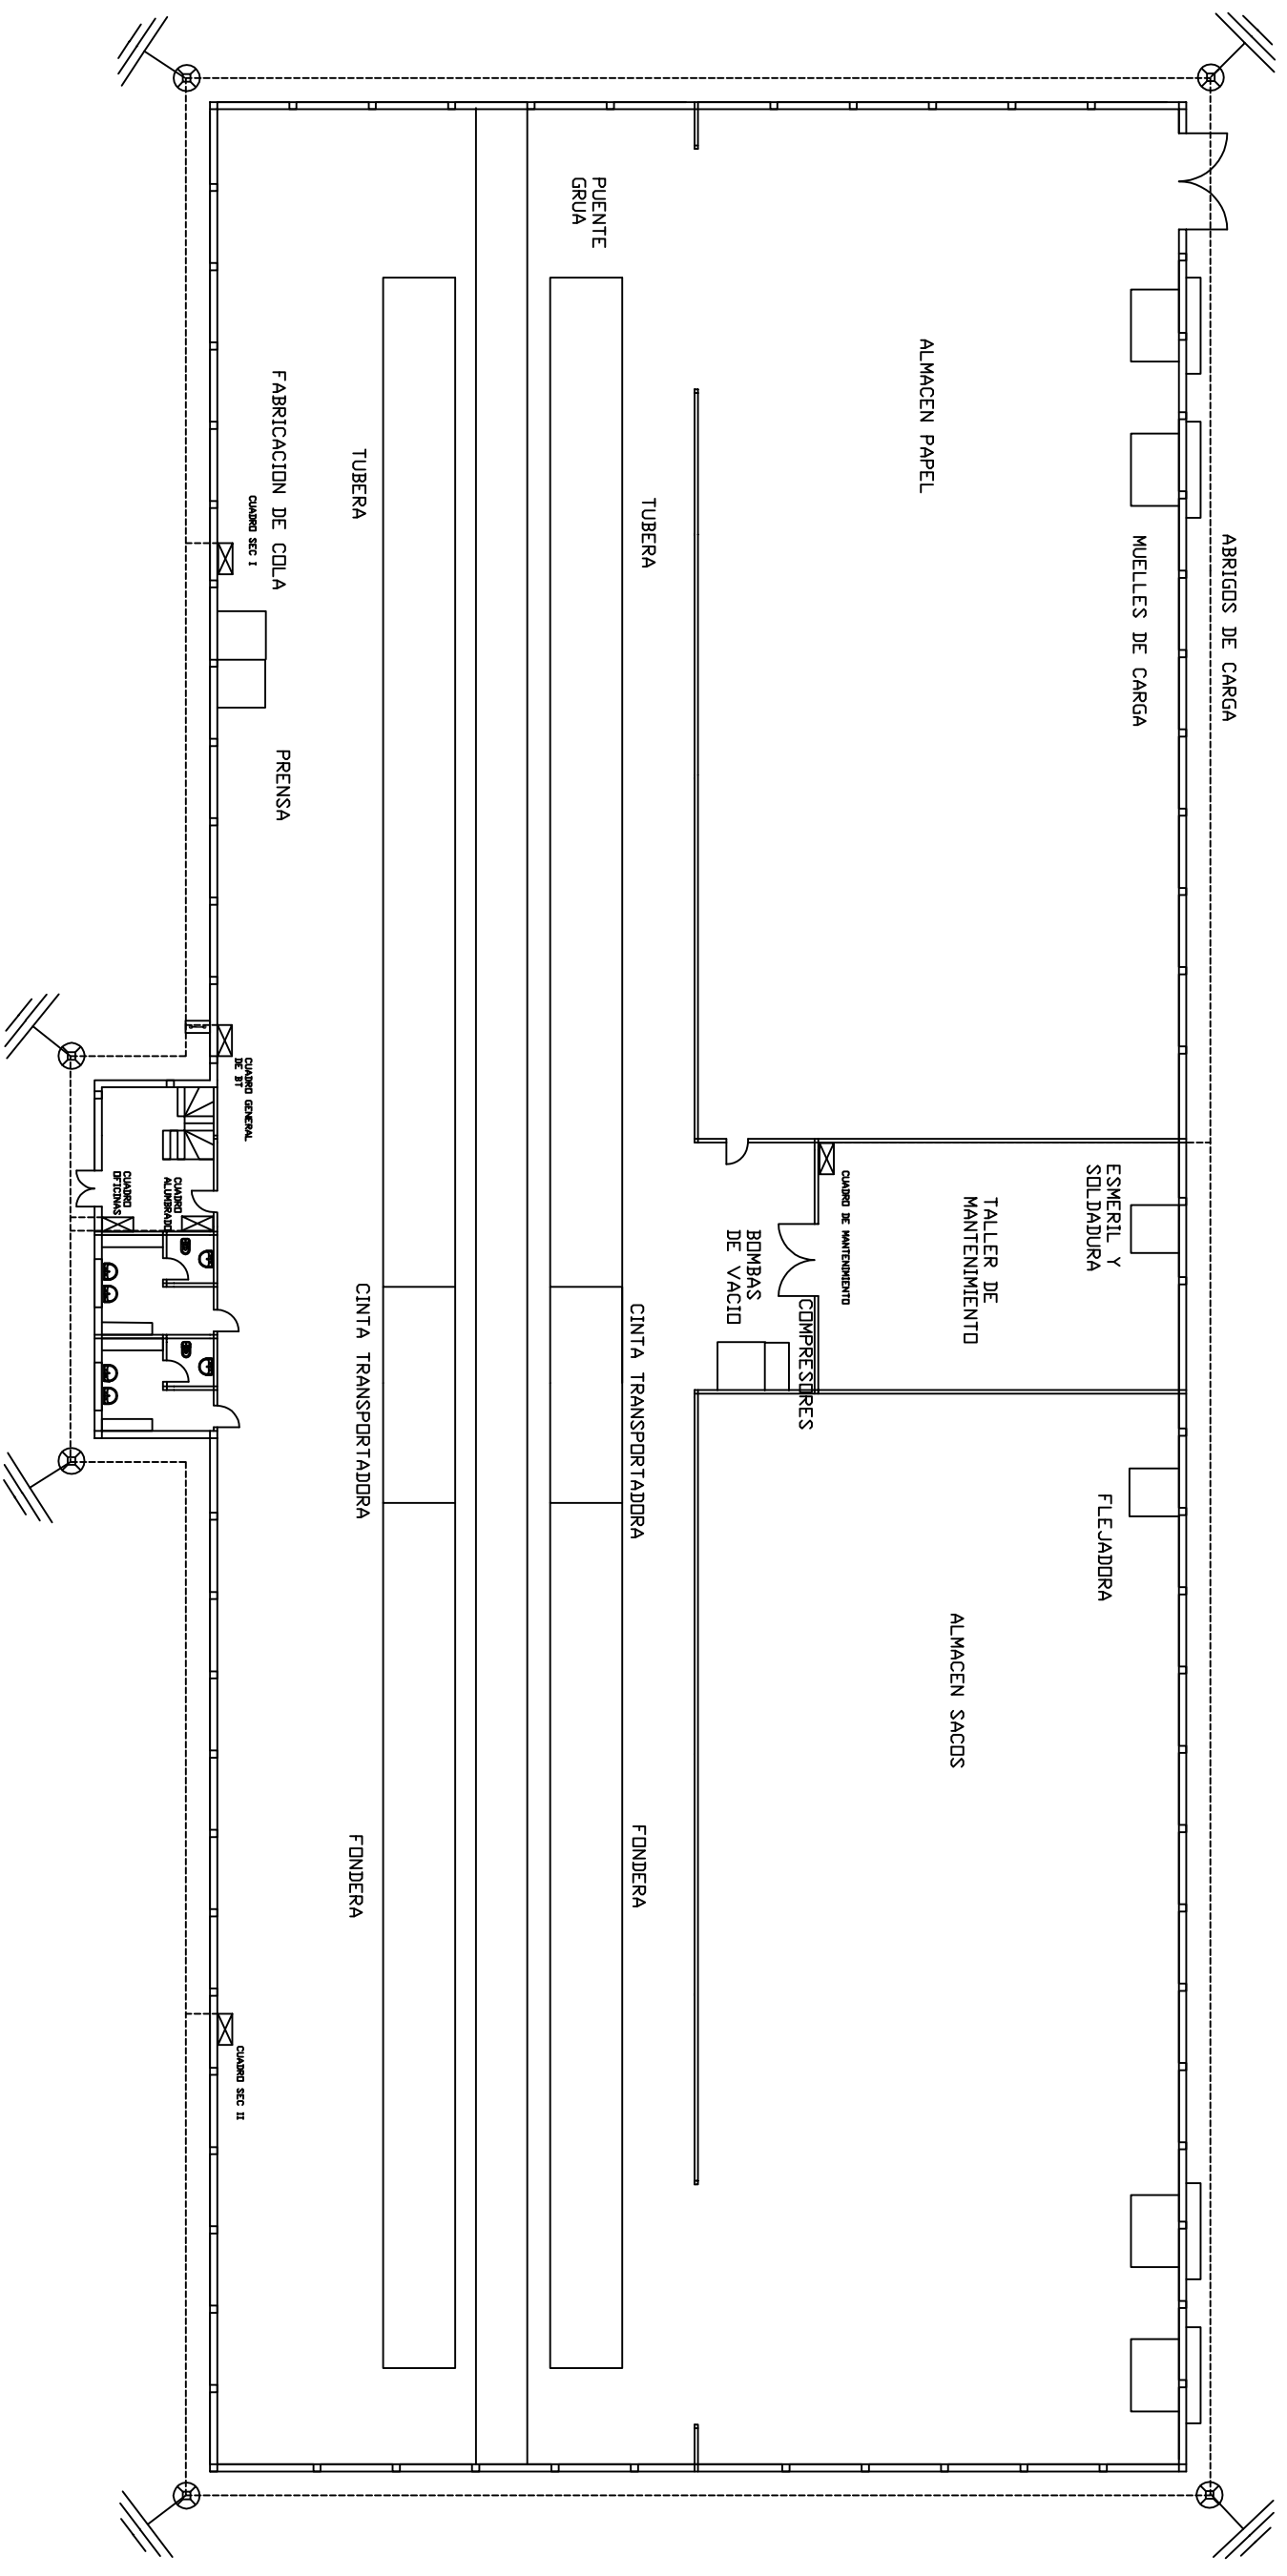 ABRIGOS DE CARGA
MUELLES DE CARGA
ESMERIL Y
SOLDADURA
FLEJADORA
ALMACEN PAPEL
TALLER DE
MANTENIMIENTO
ALMACEN SACOS
CUADRO DE MANTENIMIENTO
COMPRESORES
BOMBAS
DE VACIO
PUENTE
GRUA
TUBERA
CINTA TRANSPORTADORA
FONDERA
TUBERA
CINTA TRANSPORTADORA
FONDERA
FABRICACION DE COLA
PRENSA
CUADRO SEC I
CUADRO GENERAL
DE BT
CUADRO SEC II
CUADRO
ALUMBRADO
CUADRO
OFICINAS